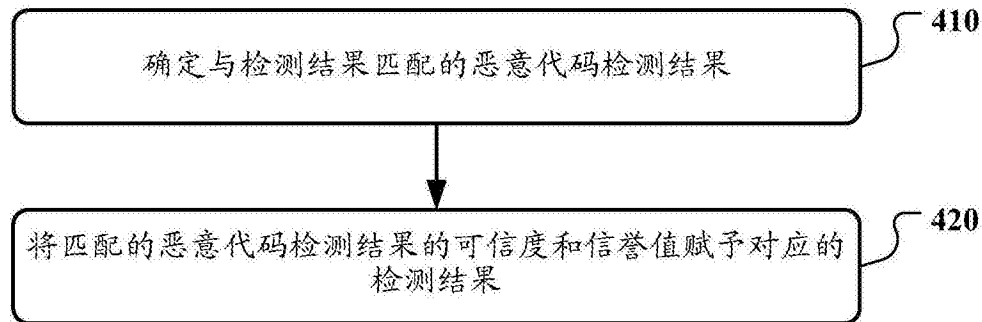 410
确定与检测结果匹配的恶意代码检测结果
420
将匹配的恶意代码检测结果的可信度和信誉值赋予对应的
检测结果